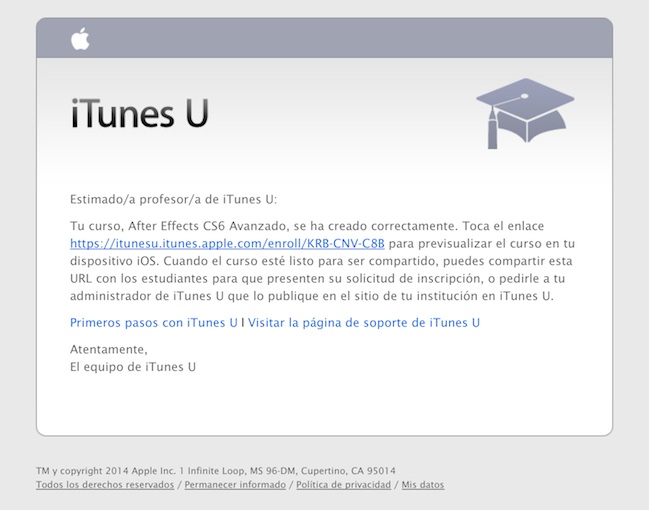 iTunes U
Estimado/a profesor/a de iTunes U:
Tu curso, After Effects CS6 Avanzado, se ha creado correctamente. Toca el enlace
https://itunesu.itunes.apple.com/enroll/KRB-CNV-C8B para previsualizar el curso en tu
dispositivo iOS. Cuando el curso esté listo para ser compartido, puedes compartir esta
URL con los estudiantes para que presenten su solicitud de inscripción, o pedirle a tu
administrador de iTunes U que lo publique en el sitio de tu institución en iTunes U.
Primeros pasos con iTunes U | Visitar la página de soporte de iTunes U
Atentamente,
El equipo de iTunes U
TM y copyright 2014 Apple Inc. 1 Infinite Loop, MS 96-DM, Cupertino, CA 95014
Todos los derechos reservados / Permanecer informado / Política de privacidad / Mis datos